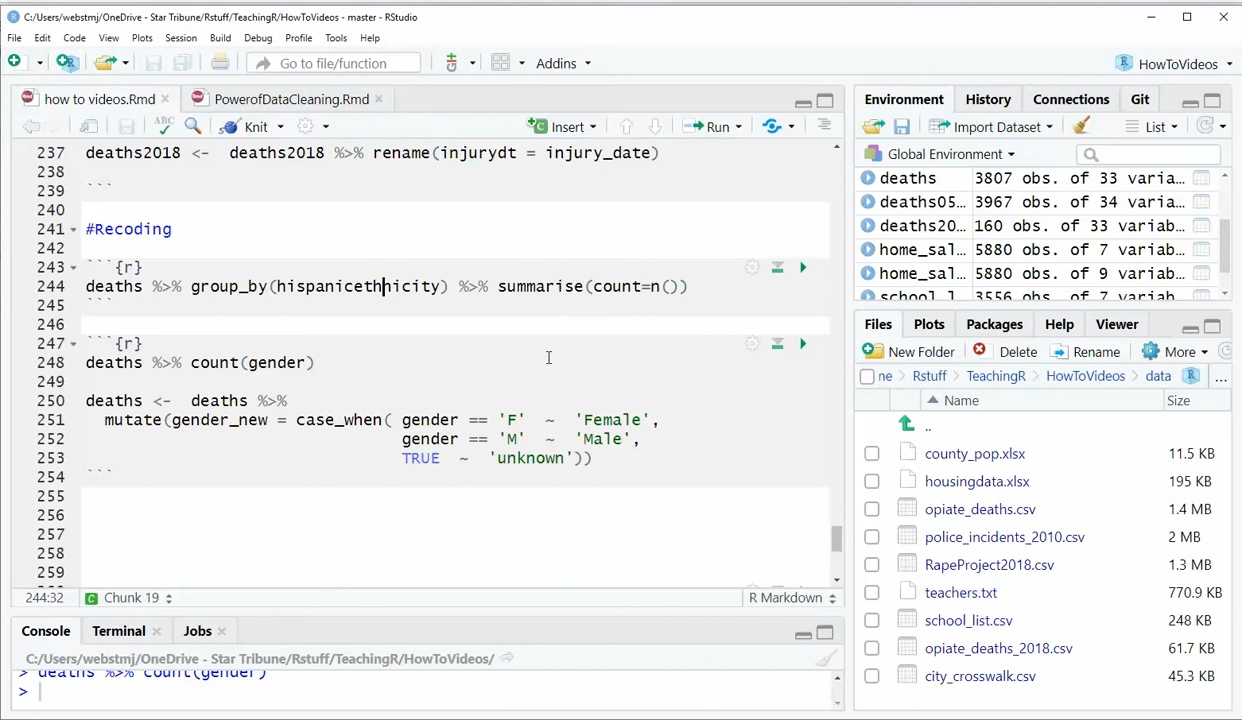 C:/Users/webstmj/OneDrive - Star Tribune/Rstuff/TeachingR/HowToVideos - master - RStudio
File Edit Code View Plots Session Build Debug Profile Tools Help
Go to file/function Addins HowToVideos
how to videos.Rmd PowerofDataCleaning.Rmd
ABC Knit Insert Run
237 deaths2018 <- deaths2018 %>% rename(injurydt = injury_date)
238
239 ```
240
241 #Recoding
242
243 ```{r}
244 deaths %>% group_by(hispanicethnicity) %>% summarise(count=n())
245 ```
246
247 ```{r}
248 deaths %>% count(gender)
249
250 deaths <- deaths %>%
251 mutate(gender_new = case_when( gender == 'F' ~ 'Female',
252 gender == 'M' ~ 'Male',
253 TRUE ~ 'unknown'))
254 ```
255
256
257
258
259
244:32 Chunk 19 R Markdown
Console Terminal Jobs
C:/Users/webstmj/OneDrive - Star Tribune/Rstuff/TeachingR/HowToVideos/
> deaths %>% count(gender)
>
Environment History Connections Git
Import Dataset List
Global Environment
deaths 3807 obs. of 33 varia...
deaths05... 3967 obs. of 34 varia...
deaths20... 160 obs. of 33 variab...
home_sal... 5880 obs. of 7 variab...
home_sal... 5880 obs. of 9 variab...
school_l... 3556 obs. of 7 variab...
Files Plots Packages Help Viewer
New Folder Delete Rename More
ne Rstuff TeachingR HowToVideos data ...
Name Size
..
county_pop.xlsx 11.5 KB
housingdata.xlsx 195 KB
opiate_deaths.csv 1.4 MB
police_incidents_2010.csv 2 MB
RapeProject2018.csv 1.3 MB
teachers.txt 770.9 KB
school_list.csv 248 KB
opiate_deaths_2018.csv 61.7 KB
city_crosswalk.csv 45.3 KB